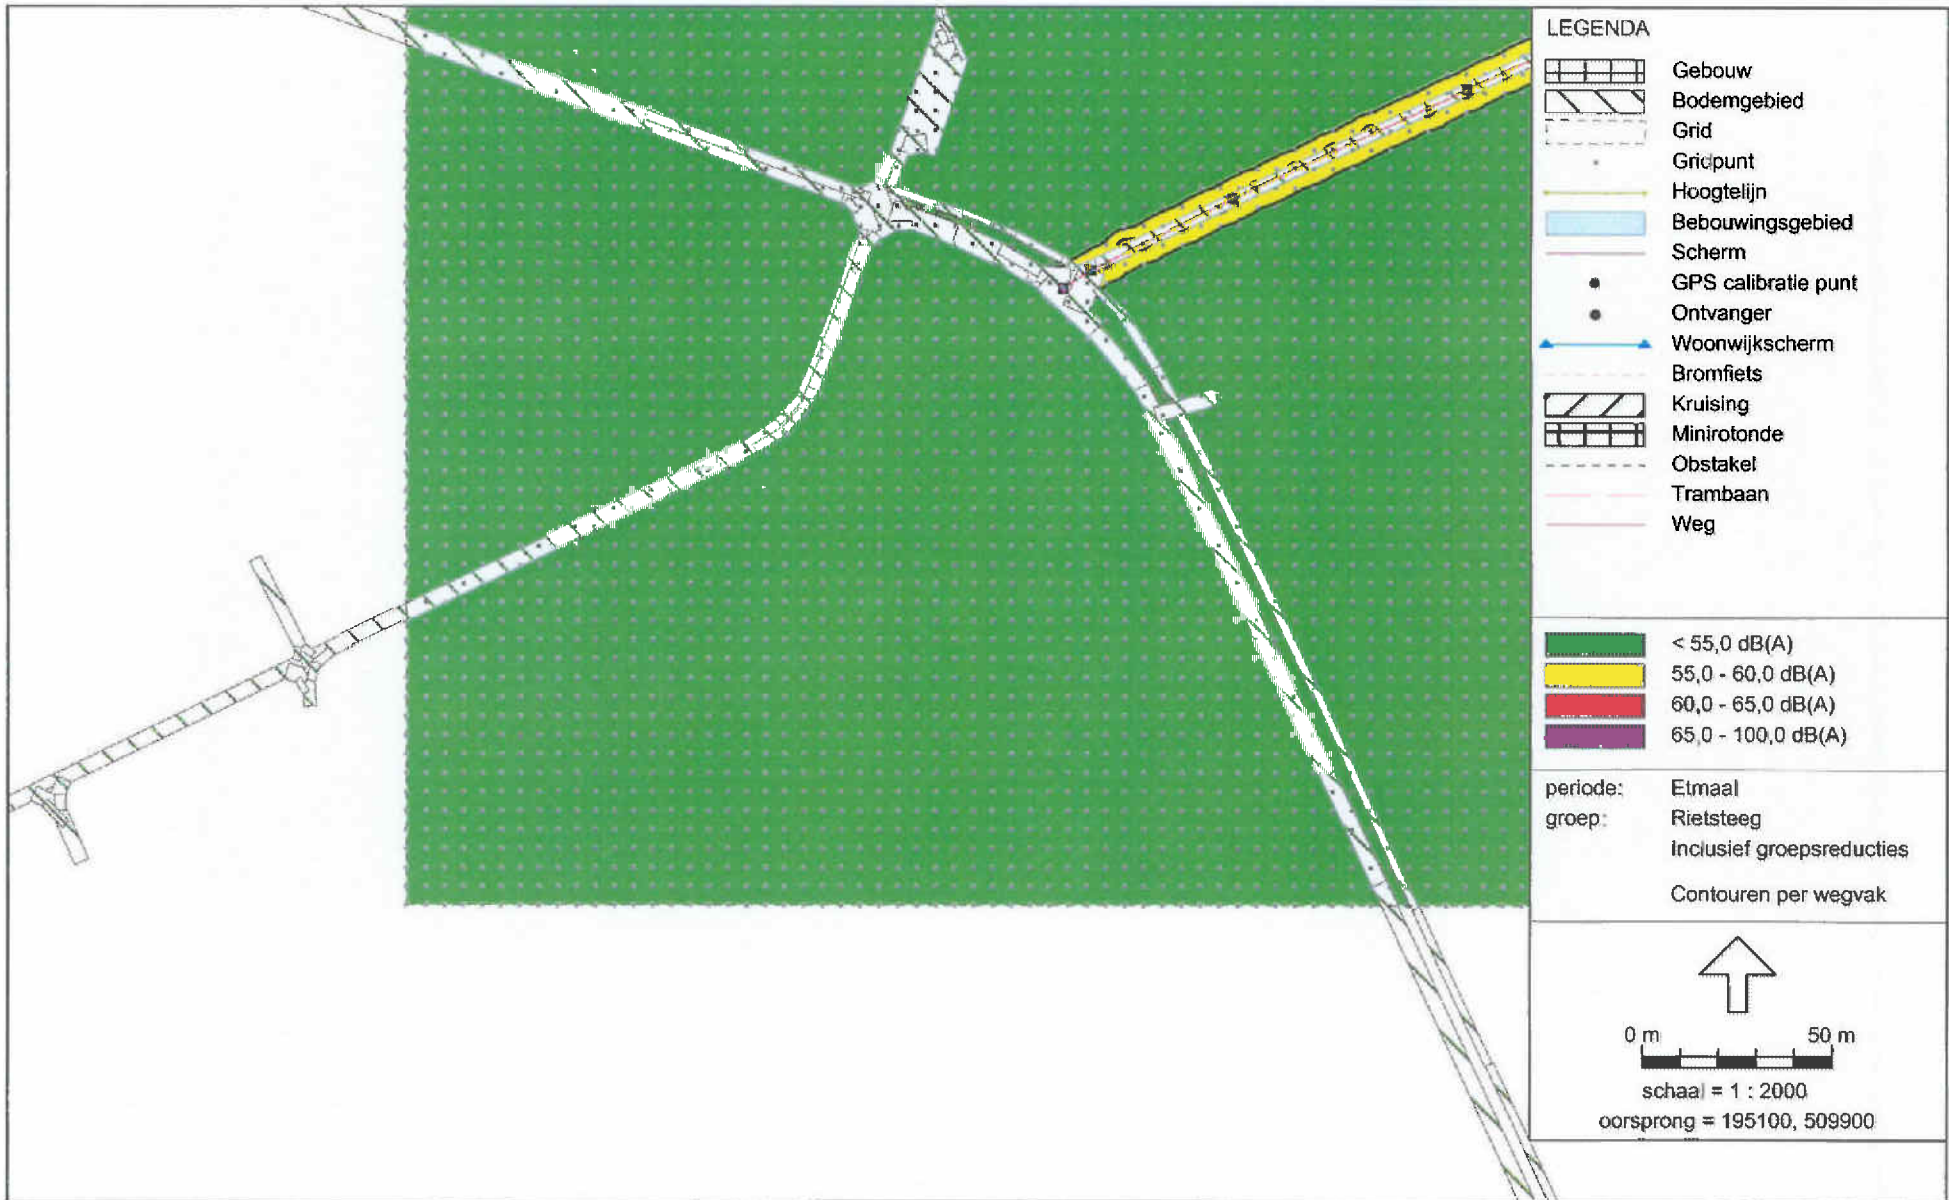 LEGENDA
Gebouw
Bodemgebied
Grid
Gridpunt
Hoogtelijn
Bebouwingsgebied
Scherm
GPS calibratie punt
Ontvanger
Woonwijkscherm
Bromfiets
Kruising
Minirotonde
Obstakel
Trambaan
Weg
< 55,0 dB(A)
55,0 - 60,0 dB(A)
60,0 - 65,0 dB(A)
65,0 - 100,0 dB(A)
periode: Etmaal
groep: Rietsteeg
Inclusief groepsreducties
Contouren per wegvak
0 m 50 m
schaal = 1 : 2000
oorsprong = 195100, 509900